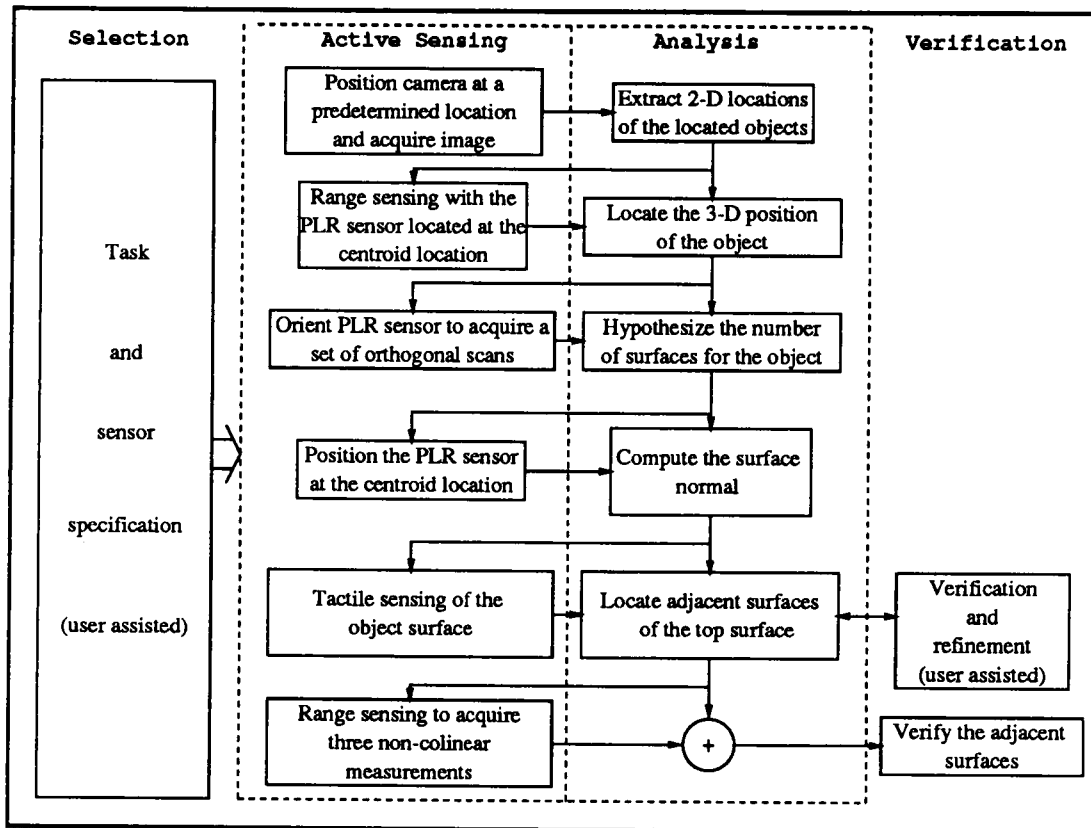 Selection
Active Sensing
Analysis
Verification
Task
and
sensor
specification
(user assisted)
Position camera at a
predetermined location
and acquire image
Extract 2-D locations
of the located objects
Range sensing with the
PLR sensor located at the
centroid location
Locate the 3-D position
of the object
Orient PLR sensor to acquire a
set of orthogonal scans
Hypothesize the number
of surfaces for the object
Position the PLR sensor
at the centroid location
Compute the surface
normal
Tactile sensing of the
object surface
Locate adjacent surfaces
of the top surface
Verification
and
refinement
(user assisted)
Range sensing to acquire
three non-colinear
measurements
+
Verify the adjacent
surfaces